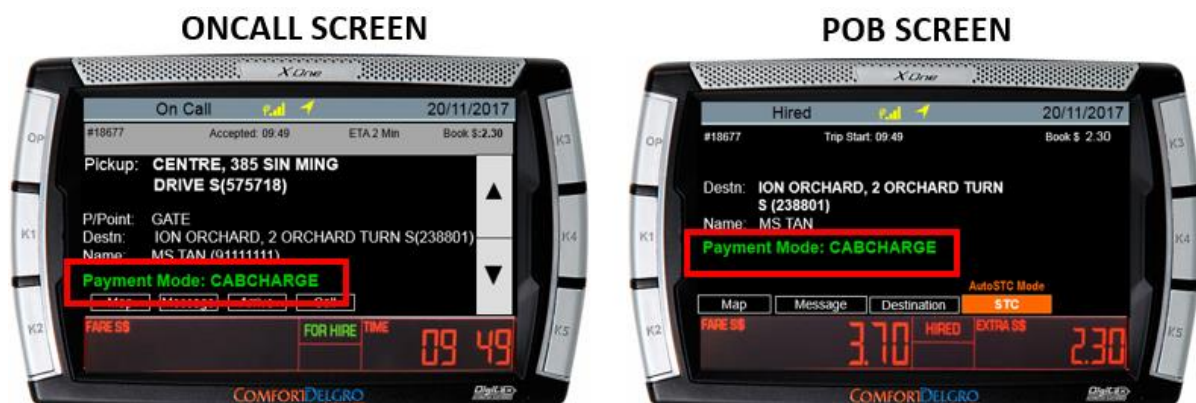 ONCALL SCREEN
X One
On Call 20/11/2017
#18677 Accepted: 09:49 ETA 2 Min Book $:2.30
Pickup: CENTRE, 385 SIN MING
DRIVE S(575718)
P/Point: GATE
Destn: ION ORCHARD, 2 ORCHARD TURN S(238801)
Name: MS TAN (91111111)
Payment Mode: CABCHARGE
Map Message Arrive Call
FARE S$ FOR HIRE TIME 09 49
OP
K1
K2
K3
K4
K5
COMFORTDELGRO DigiLED
POB SCREEN
X One
Hired 20/11/2017
#18677 Trip Start: 09:49 Book $ 2.30
Destn: ION ORCHARD, 2 ORCHARD TURN
S (238801)
Name: MS TAN
Payment Mode: CABCHARGE
AutoSTC Mode
Map Message Destination STC
FARE S$ 3.70 HIRED EXTRA S$ 2.30
OP
K1
K2
K3
K4
K5
COMFORTDELGRO